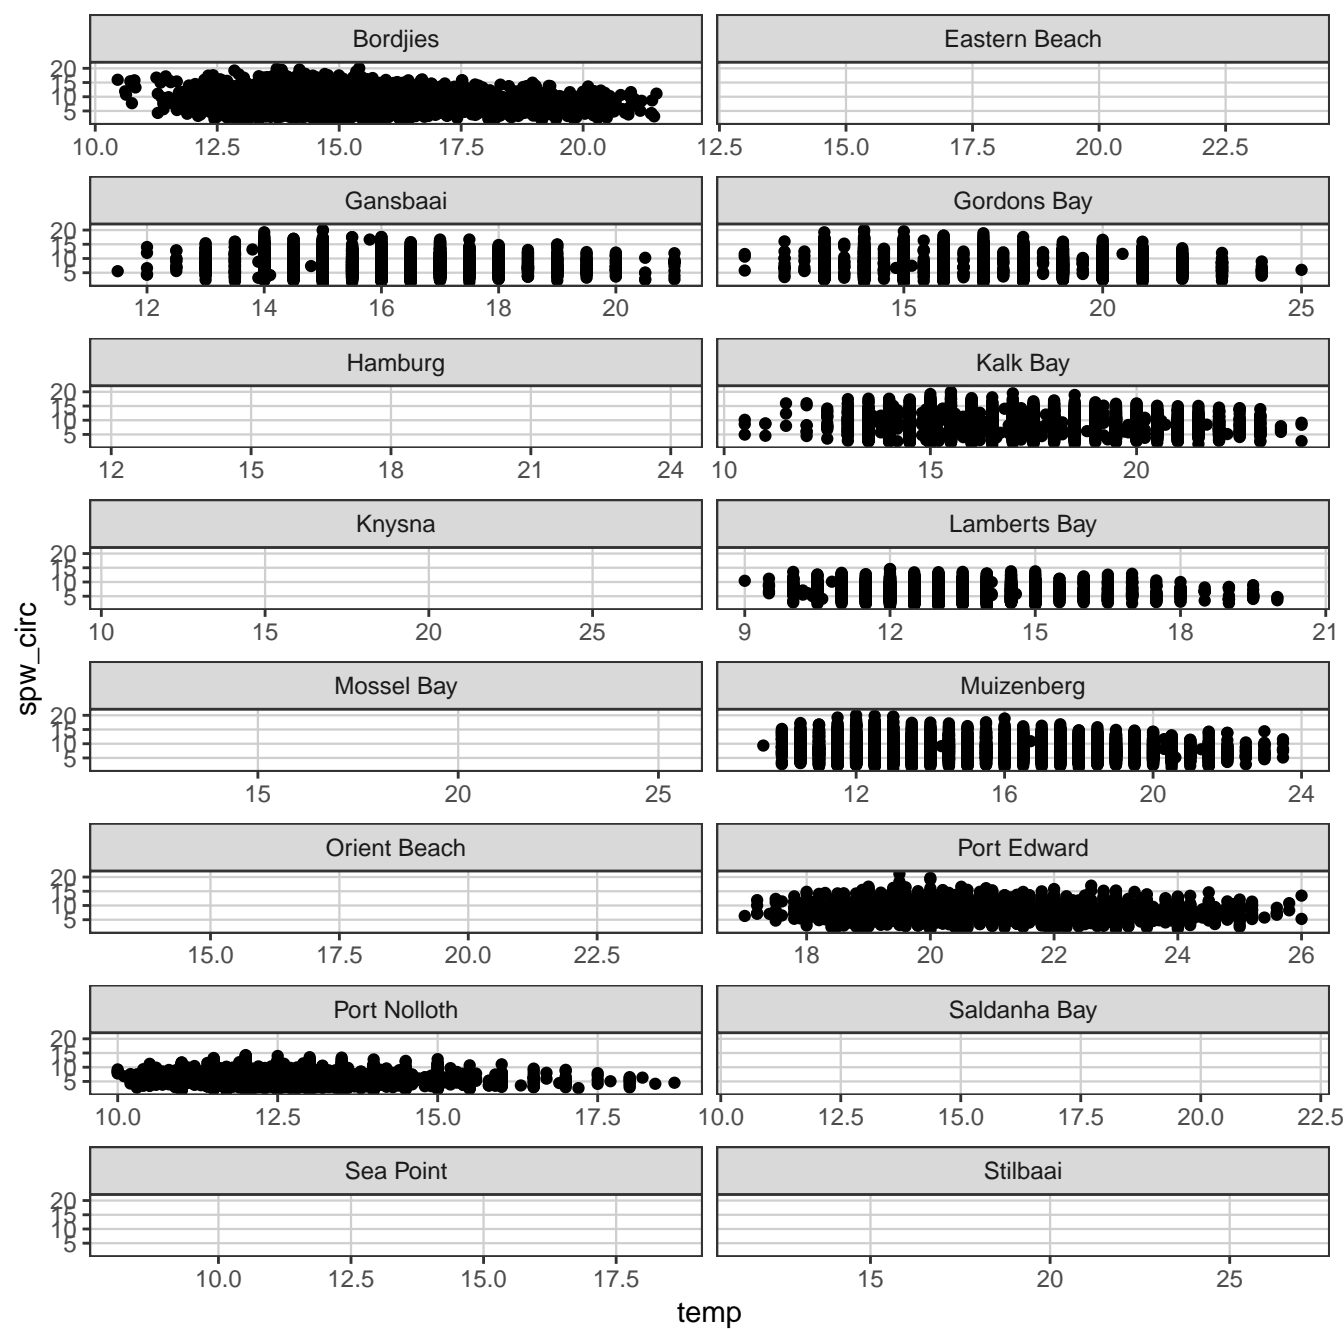 Bordjies
Eastern Beach
20
15
10
5
10.0 12.5 15.0 17.5 20.0
12.5 15.0 17.5 20.0 22.5
Gansbaai
Gordons Bay
20
15
10
5
12 14 16 18 20
15 20 25
Hamburg
Kalk Bay
20
15
10
5
12 15 18 21 24
10 15 20
Knysna
Lamberts Bay
20
15
10
5
10 15 20 25
9 12 15 18 21
spw_circ
Mossel Bay
Muizenberg
20
15
10
5
15 20 25
12 16 20 24
Orient Beach
Port Edward
20
15
10
5
15.0 17.5 20.0 22.5
18 20 22 24 26
Port Nolloth
Saldanha Bay
20
15
10
5
10.0 12.5 15.0 17.5
10.0 12.5 15.0 17.5 20.0 22.5
Sea Point
Stilbaai
20
15
10
5
10.0 12.5 15.0 17.5
15 20 25
temp